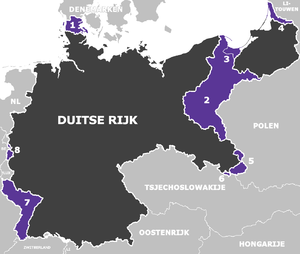 DENEMARKEN
LI-
TOUWEN
1
4
3
NL
2
DUITSE RIJK
POLEN
8
5
6
TSJECHOSLOWAKIJE
7
OOSTENRIJK
ZWITSERLAND
HONGARIJE